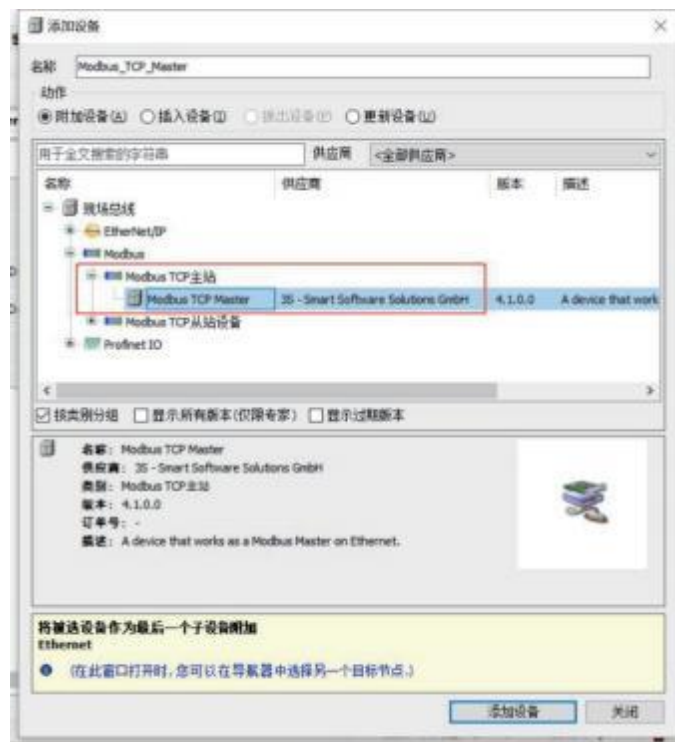 添加设备
名称 Modbus_TCP_Master
动作
附加设备(A) 插入设备(I) 拔出设备(P) 更新设备(U)
用于全文搜索的字符串 供应商 <全部供应商>
名称 供应商 版本 描述
现场总线
EtherNet/IP
Modbus
Modbus TCP主站
Modbus TCP Master 3S - Smart Software Solutions GmbH 4.1.0.0 A device that work
Modbus TCP从站设备
Profinet IO
按类别分组 显示所有版本(仅限专家) 显示过期版本
名称: Modbus TCP Master
供应商: 3S - Smart Software Solutions GmbH
类别: Modbus TCP主站
版本: 4.1.0.0
订单号: -
描述: A device that works as a Modbus Master on Ethernet.
将被选设备作为最后一个子设备附加
Ethernet
(在此窗口打开时,您可以在导航器中选择另一个目标节点.)
添加设备 关闭